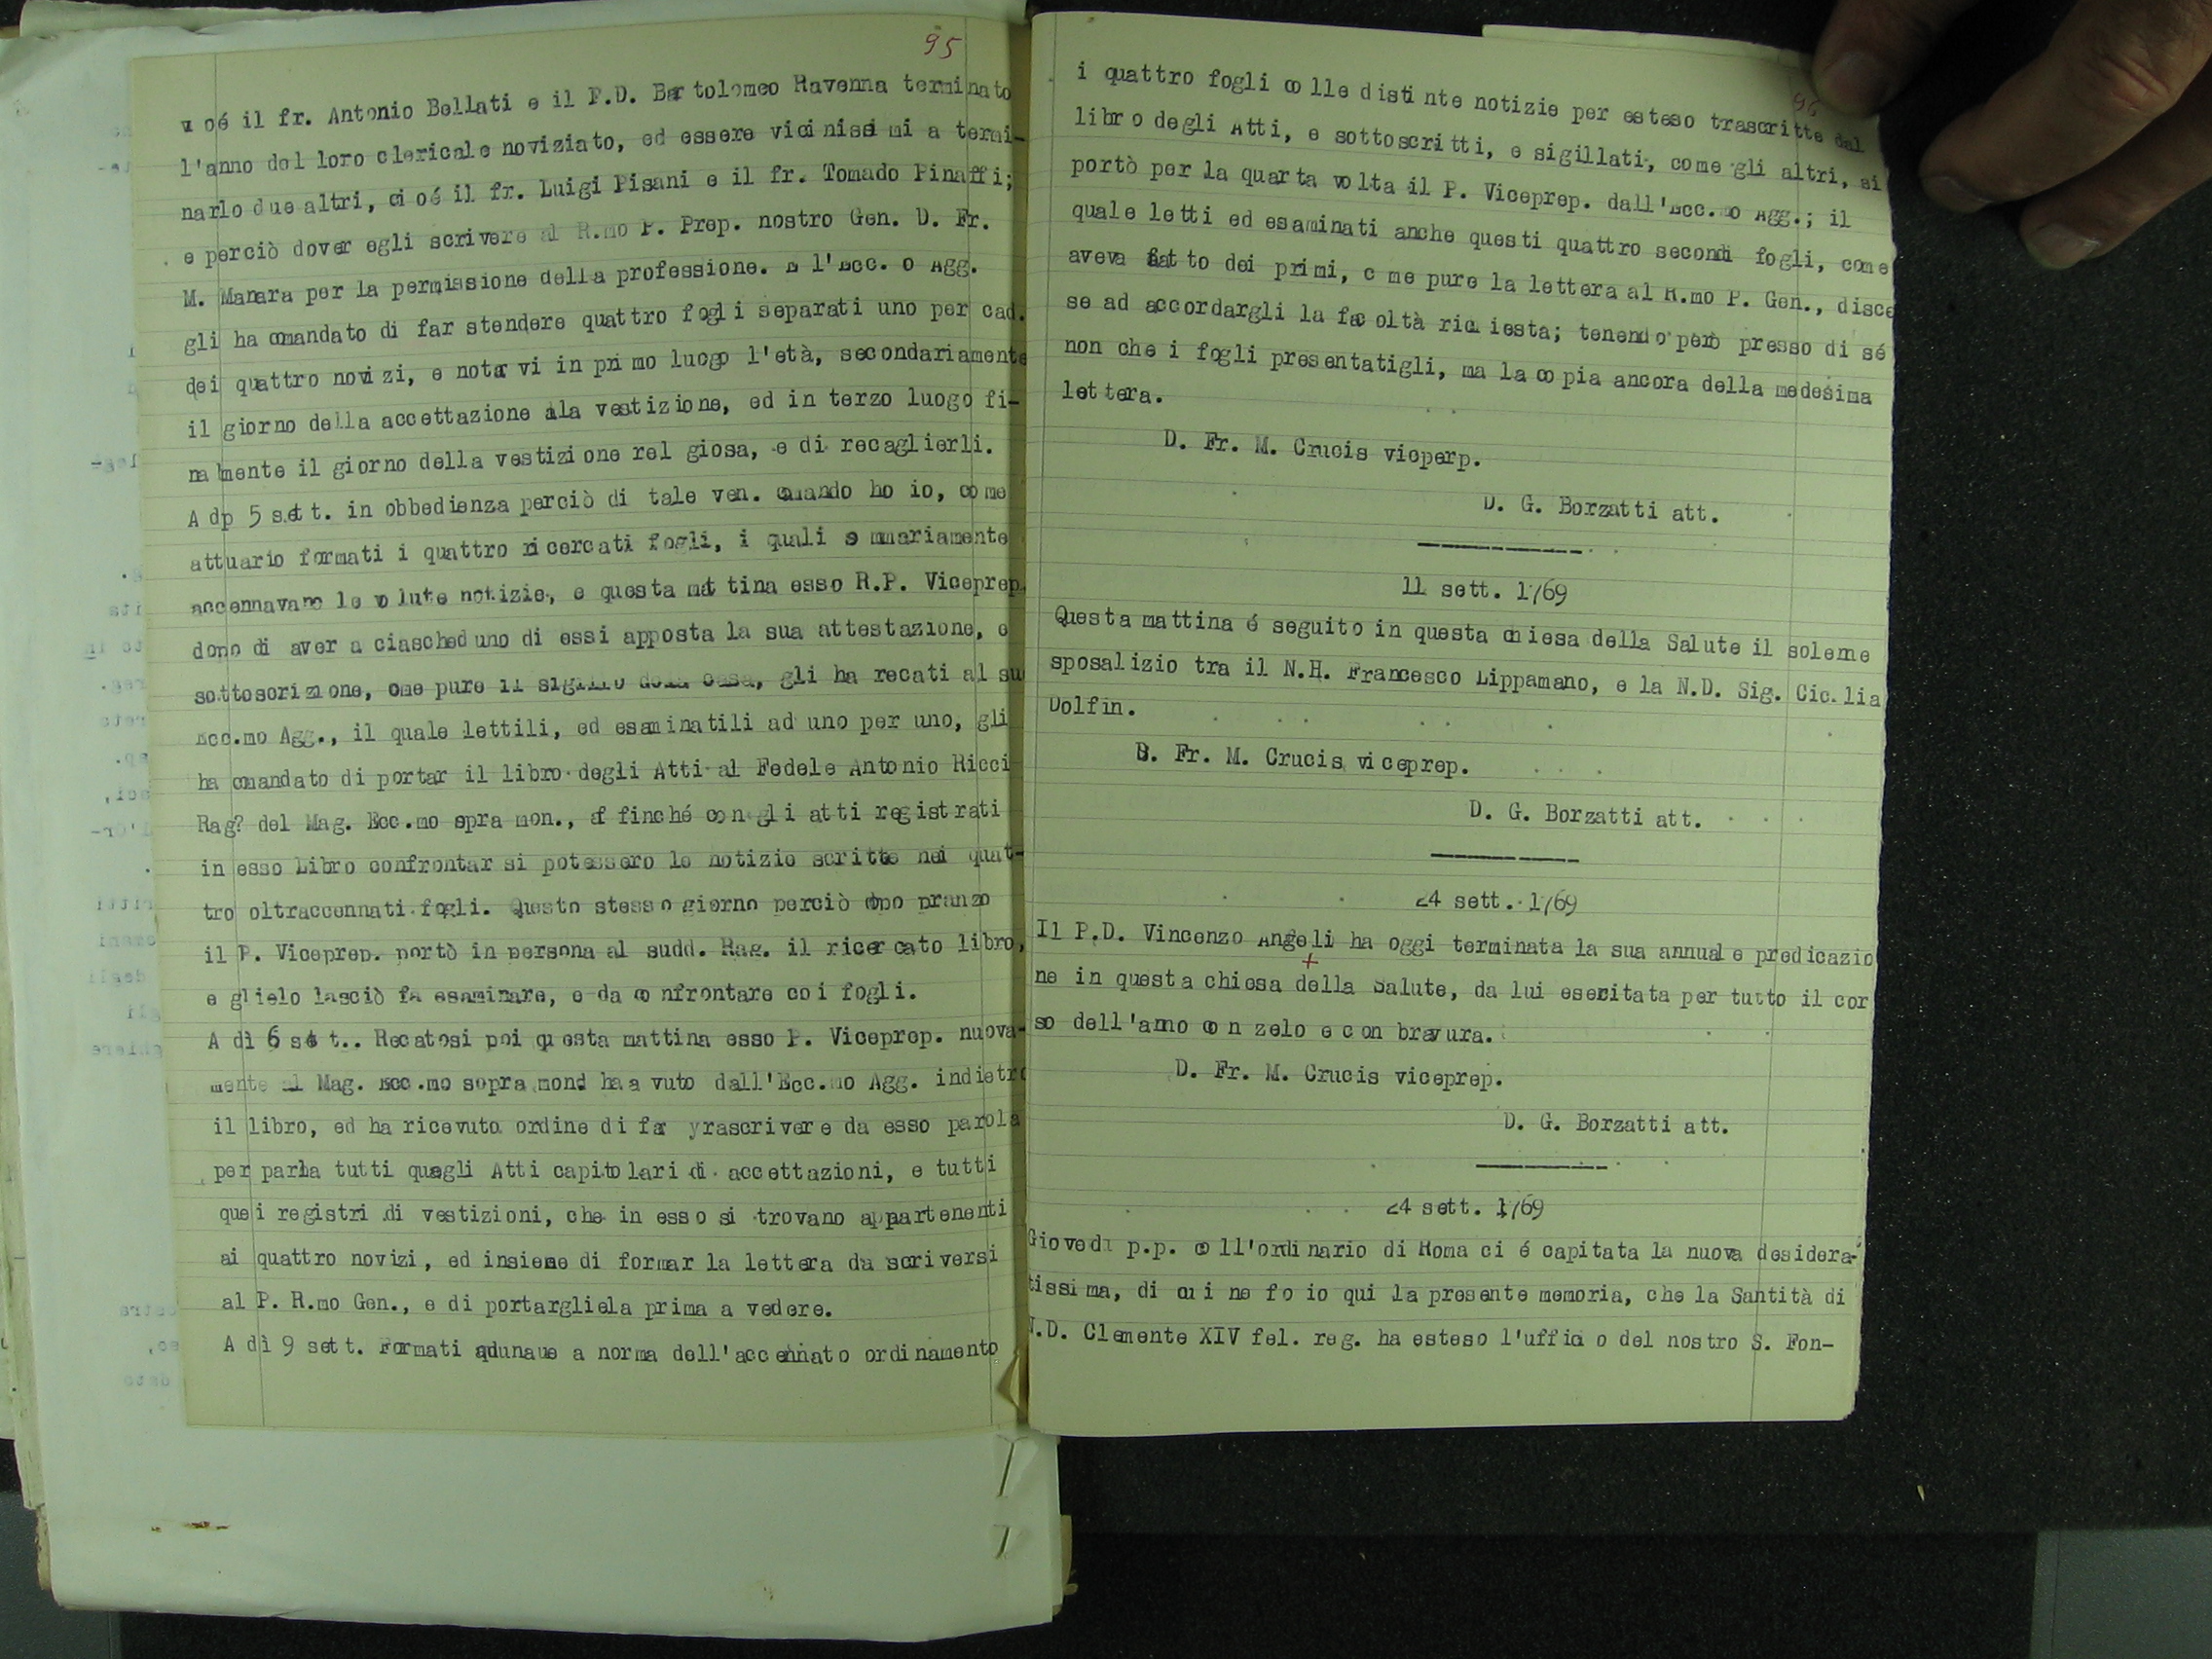 95
cioé il fr. Antonio Bellati e il P.D. Bartolomeo Ravenna terminato
l'anno del loro clericale noviziato, ed essere vicinissimi a termi-
narlo due altri, cioé il fr. Luigi Pisani e il fr. Tomado Pinaffi;
e perciò dover egli scrivere al R.mo P. Prep. nostro Gen. D. Fr.
M. Manara per la permissione della professione. E l'Ecc. o Agg.
gli ha comandato di far stendere quattro fogli separati uno per cad.
dei quattro novizi, e notarvi in primo luogo l'età, secondariamente
il giorno della accettazione ala vestizione, ed in terzo luogo fi-
nalmente il giorno della vestizione rel giosa, e di recaglierli.
A dp 5 sett. in obbedienza perciò di tale ven. comando ho io, come
attuario formati i quattro ricercati fogli, i quali sommariamente
accennavano le volute notizie, e questa mattina esso R.P. Viceprep.
dopo di aver a ciascheduno di essi apposta la sua attestazione, e
sottoscrizione, ome pure il sigillo della casa, gli ha recati al su
Ecc.mo Agg., il quale lettili, ed esaminatili ad uno per uno, gli
ha comandato di portar il libro degli Atti al Fedele Antonio Ricci
Rag? del Mag. Ecc.mo spra mon., affinché con gli atti registrati
in esso Libro confrontar si potessero le notizie scritte nei quat-
tro oltraccennati fogli. Questo stesso giorno perciò dopo pranzo
il P. Viceprep. portò in persona al sudd. Rag. il ricercato libro,
e glielo lasciò fa esaminare, e da confrontare coi fogli.
A dì 6 sett.. Recatosi poi questa mattina esso P. Viceprep. nuova-
mente al Mag. Ecc.mo sopra mond ha avuto dall'Ecc.mo Agg. indietro
il libro, ed ha ricevuto ordine di far yrascrivere da esso parola
per parla tutti quegli Atti capitolari di accettazioni, e tutti
quei registri di vestizioni, che in esso si trovano appartenenti
ai quattro novizi, ed insieme di formar la lettera da scriversi
al P. R.mo Gen., e di portargliela prima a vedere.
A dì 9 sett. Formati adunaue a norma dell'accennato ordinamento
i quattro fogli colle distinte notizie per esteso trascritte dal
libro degli Atti, e sottoscritti, e sigillati, come gli altri, si
portò per la quarta volta il P. Viceprep. dall'Ecc.mo Agg.; il
quale letti ed esaminati anche questi quattro secondi fogli, come
aveva fatto dei primi, c me pure la lettera al R.mo P. Gen., disce
se ad accordargli la facoltà richiesta; tenendo però presso di sé
non che i fogli presentatigli, ma la copia ancora della medesima
lettera.
D. Fr. M. Crucis vicperp.
D. G. Borzatti att.
11 sett. 1769
Questa mattina é seguito in questa chiesa della Salute il solenne
sposalizio tra il N.H. Francesco Lippamano, e la N.D. Sig. Cic.lia
Dolfin.
D. Fr. M. Crucis viceprep.
D. G. Borzatti att.
24 sett. 1769
Il P.D. Vincenzo Angeli ha oggi terminata la sua annuale predicazio
ne in questa chiesa della Salute, da lui esercitata per tutto il cor
so dell'anno con zelo e con bravura.
D. Fr. M. Crucis viceprep.
D. G. Borzatti att.
24 sett. 1769
Giovedì p.p. coll'ordinario di Roma ci é capitata la nuova desidera-
tissima, di cui ne fo io qui la presente memoria, che la Santità di
N.D. Clemente XIV fel. reg. ha esteso l'ufficio del nostro S. Fon-